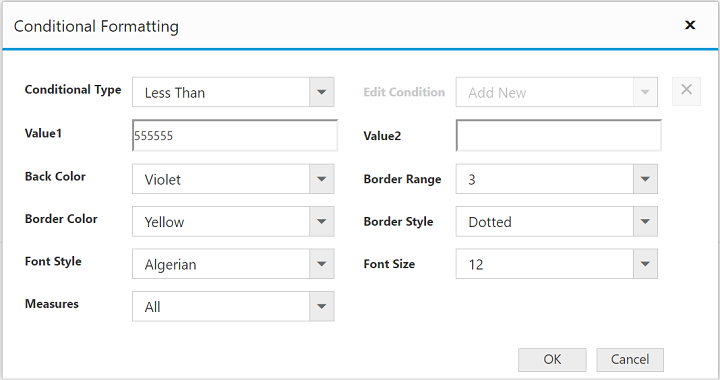 Conditional Formatting
Conditional Type Less Than Edit Condition Add New
Value1 555555 Value2
Back Color Violet Border Range 3
Border Color Yellow Border Style Dotted
Font Style Algerian Font Size 12
Measures All
OK Cancel